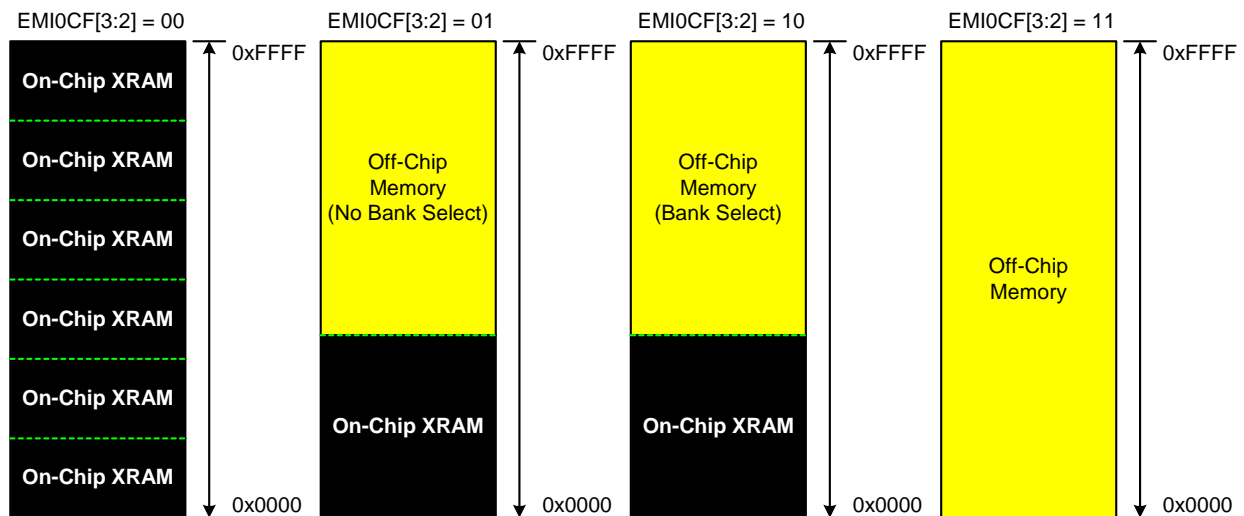 EMI0CF[3:2] = 00
On-Chip XRAM
On-Chip XRAM
On-Chip XRAM
On-Chip XRAM
On-Chip XRAM
On-Chip XRAM
0xFFFF
0x0000
EMI0CF[3:2] = 01
Off-Chip
Memory
(No Bank Select)
On-Chip XRAM
0xFFFF
0x0000
EMI0CF[3:2] = 10
Off-Chip
Memory
(Bank Select)
On-Chip XRAM
0xFFFF
0x0000
EMI0CF[3:2] = 11
Off-Chip
Memory
0xFFFF
0x0000